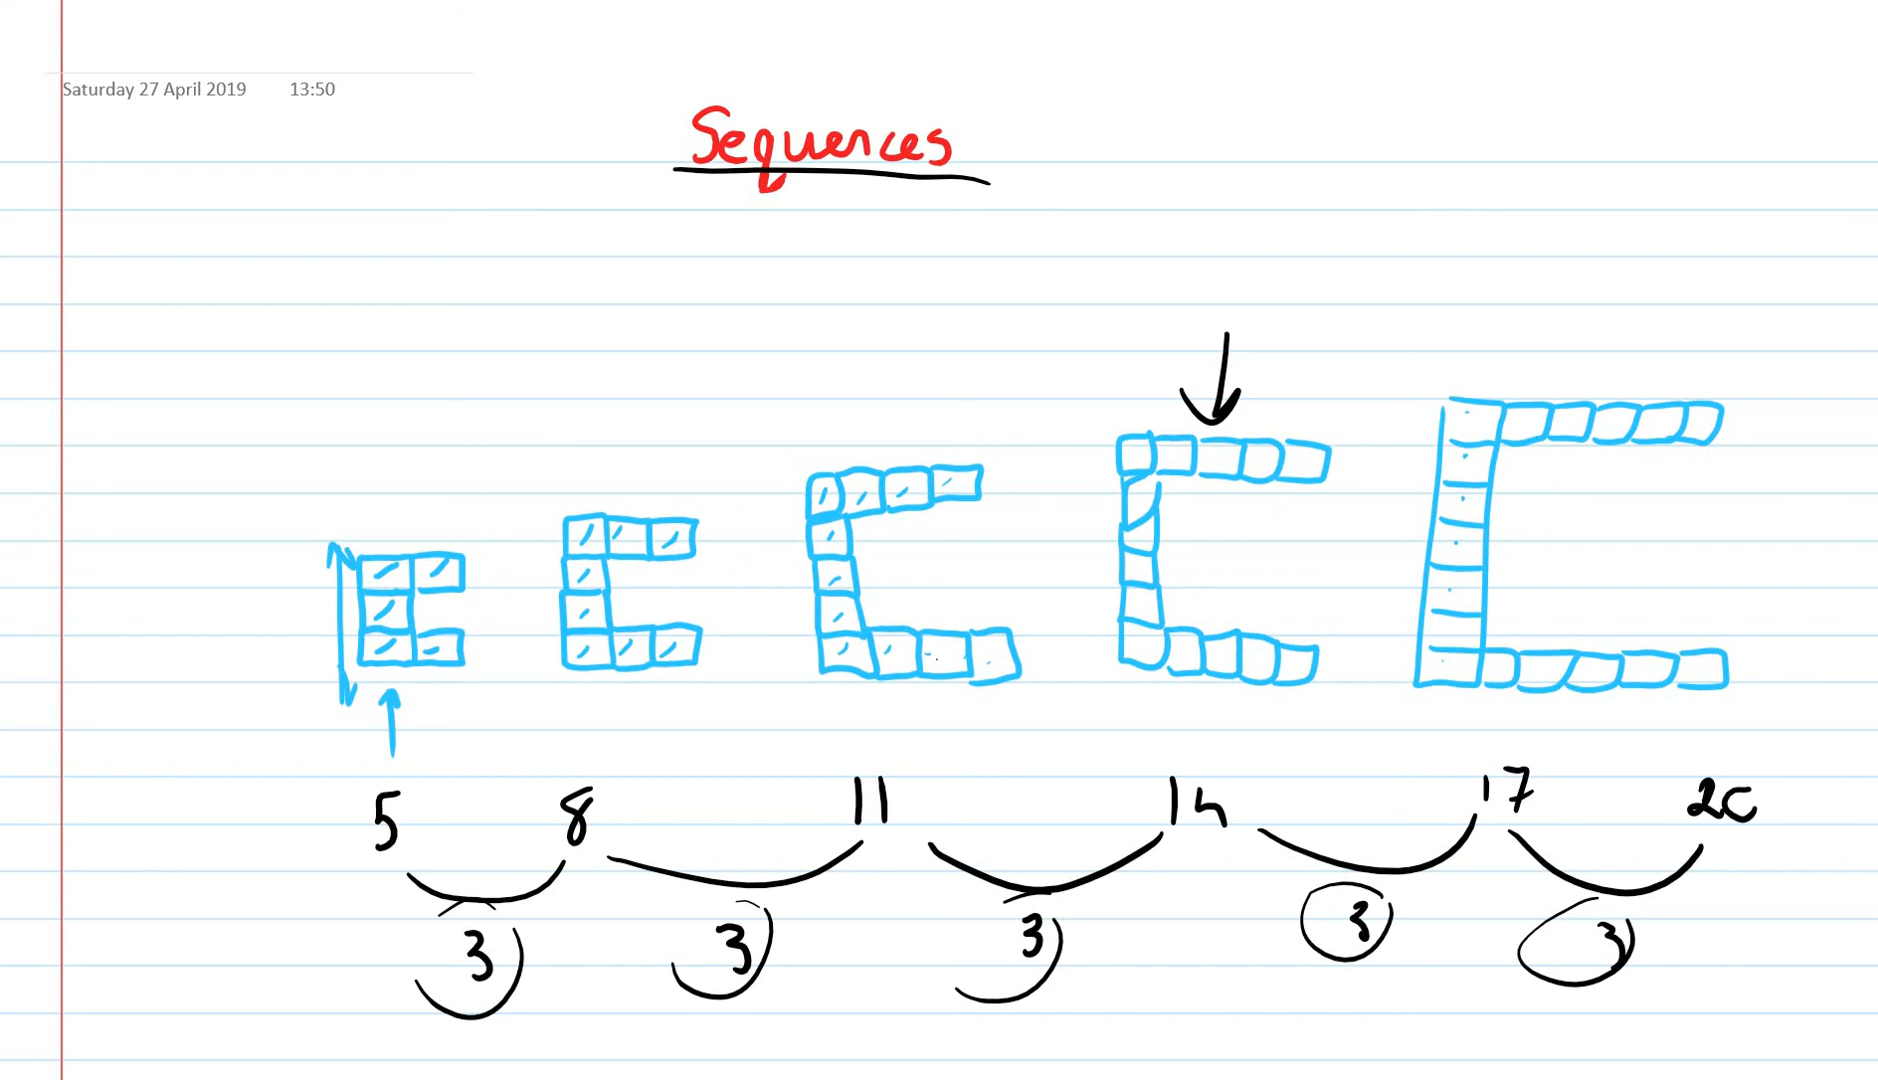 Saturday 27 April 2019 13:50
Sequences
5 8 11 14 17 20
3 3 3 3 3